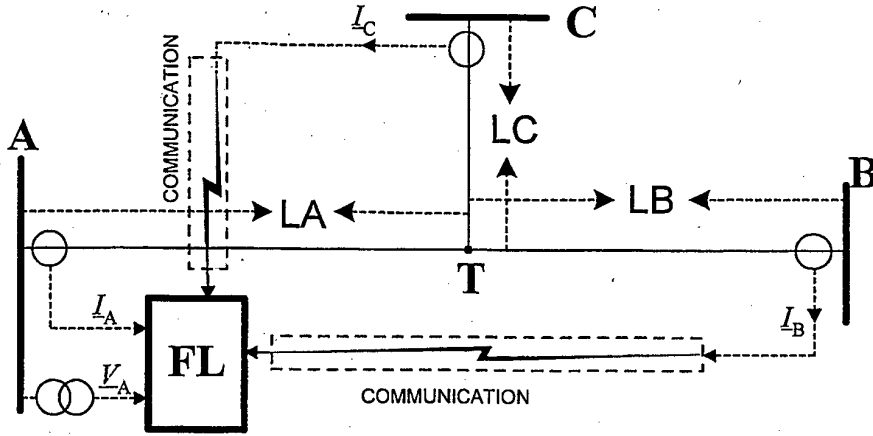 I_C
C
COMMUNICATION
LC
A
B
LA
LB
T
I_A
I_B
FL
V_A
COMMUNICATION